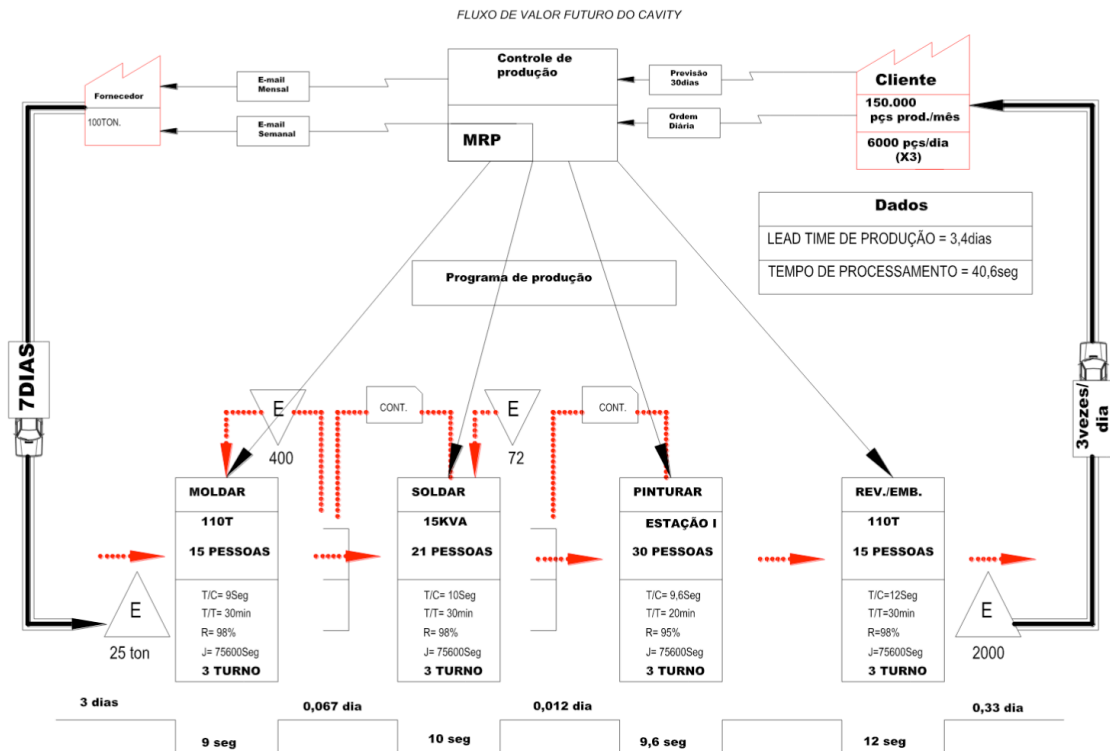 FLUXO DE VALOR FUTURO DO CAVITY
Fornecedor
100TON.
E-mail
Mensal
E-mail
Semanal
Controle de
produção
MRP
Previsão
30dias
Ordem
Diária
Cliente
150.000
pçs prod./mês
6000 pçs/dia
(X3)
Dados
LEAD TIME DE PRODUÇÃO = 3,4dias
TEMPO DE PROCESSAMENTO = 40,6seg
Programa de produção
7DIAS
3vezes/
dia
E
400
CONT.
E
72
CONT.
MOLDAR
110T
15 PESSOAS
T/C= 9Seg
T/T= 30min
R= 98%
J= 75600Seg
3 TURNO
SOLDAR
15KVA
21 PESSOAS
T/C= 10Seg
T/T= 30min
R= 98%
J= 75600Seg
3 TURNO
PINTURAR
ESTAÇÃO I
30 PESSOAS
T/C= 9,6Seg
T/T= 20min
R= 95%
J= 75600Seg
3 TURNO
REV./EMB.
110T
15 PESSOAS
T/C=12Seg
T/T=30min
R=98%
J=75600Seg
3 TURNO
E
25 ton
E
2000
3 dias
0,067 dia
0,012 dia
0,33 dia
9 seg
10 seg
9,6 seg
12 seg